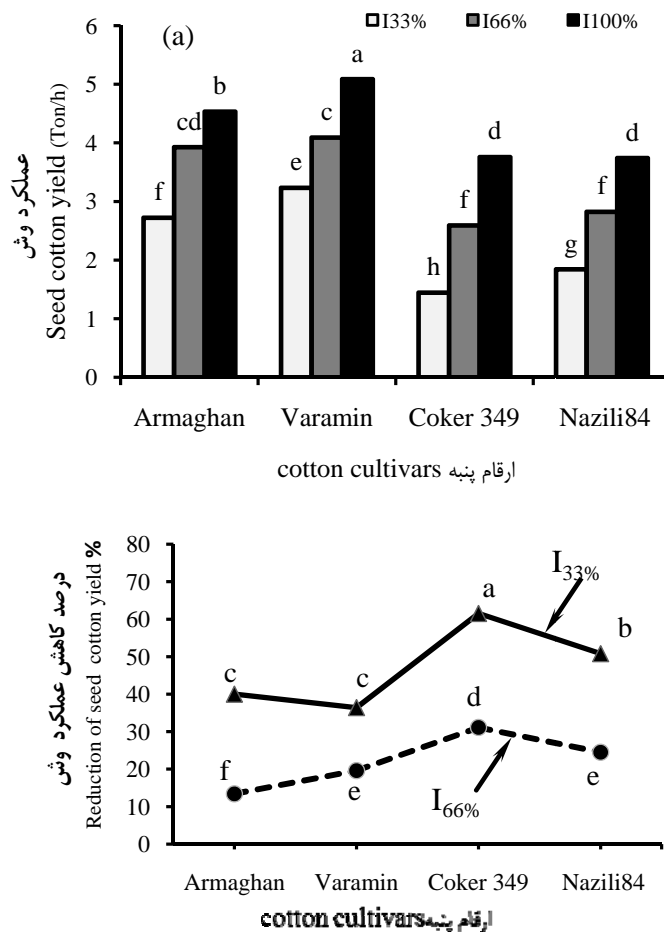 (a)
I33% I66% I100%
6
5
4
3
2
1
0
عملکرد وش
Seed cotton yield (Ton/h)
f cd b
e c a
h f d
g f d
Armaghan Varamin Coker 349 Nazili84
cotton cultivars ارقام پنبه
80
70
60
50
40
30
20
10
0
درصد کاهش عملکرد وش
Reduction of seed cotton yield %
I33%
c c a b
f e d e
I66%
Armaghan Varamin Coker 349 Nazili84
cotton cultivars ارقام پنبه